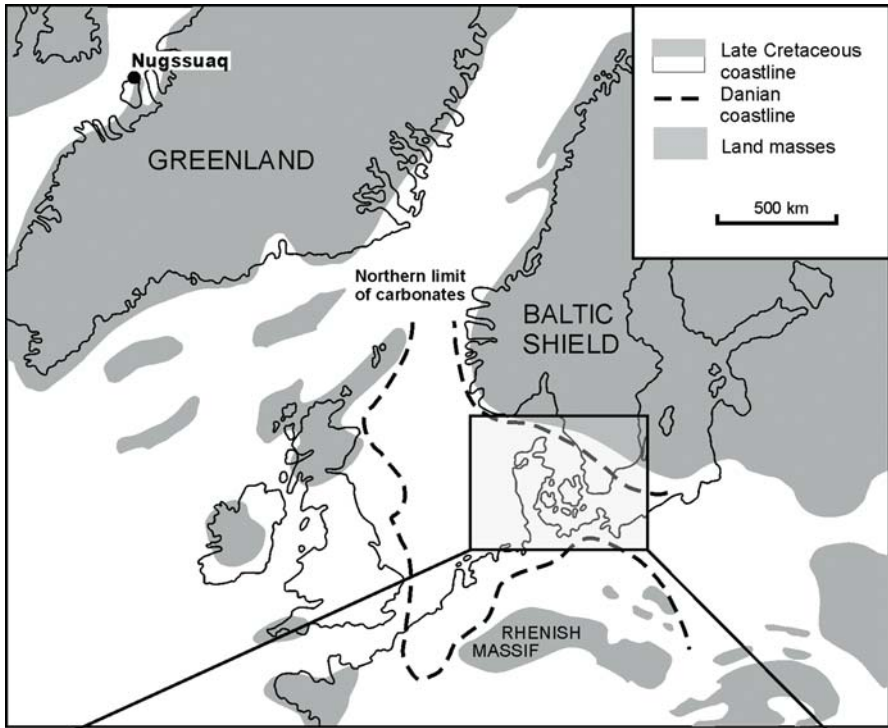 Nugssuaq
GREENLAND
Late Cretaceous
coastline
Danian
coastline
Land masses
500 km
Northern limit
of carbonates
BALTIC
SHIELD
RHENISH
MASSIF